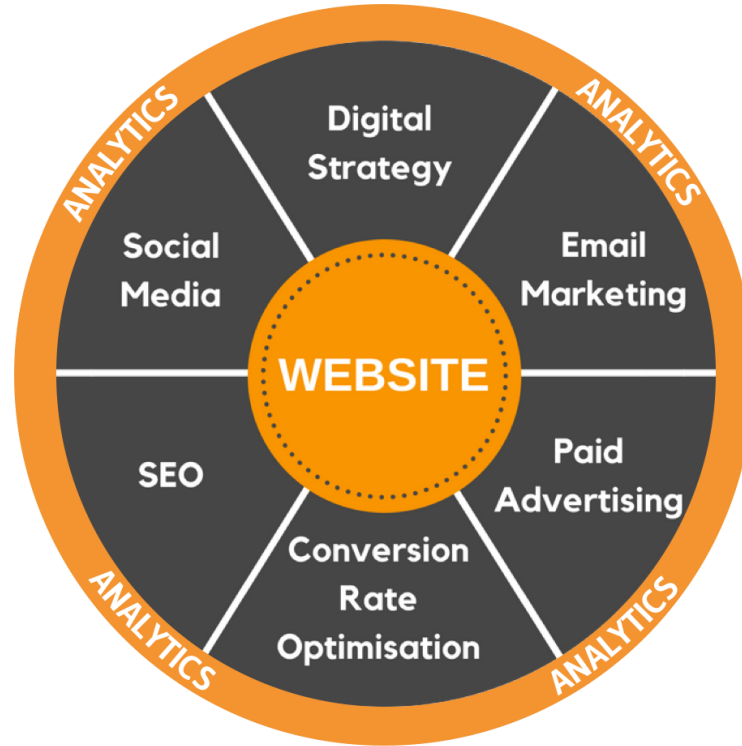 ANALYTICS
ANALYTICS
Digital
Strategy
Social
Media
Email
Marketing
WEBSITE
SEO
Paid
Advertising
Conversion
Rate
Optimisation
ANALYTICS
ANALYTICS